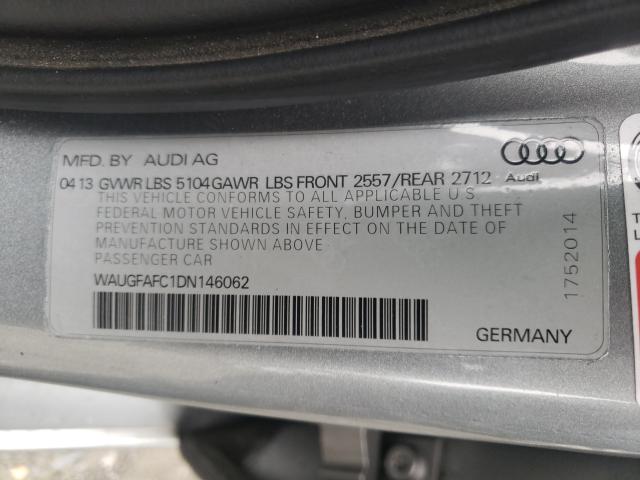 MFD. BY AUDI AG
04 13 GVWR LBS 5104 GAWR LBS FRONT 2557/REAR 2712
Audi
THIS VEHICLE CONFORMS TO ALL APPLICABLE U S
FEDERAL MOTOR VEHICLE SAFETY, BUMPER AND THEFT
PREVENTION STANDARDS IN EFFECT ON THE DATE OF
MANUFACTURE SHOWN ABOVE
PASSENGER CAR
WAUGFAFC1DN146062
1752014
GERMANY